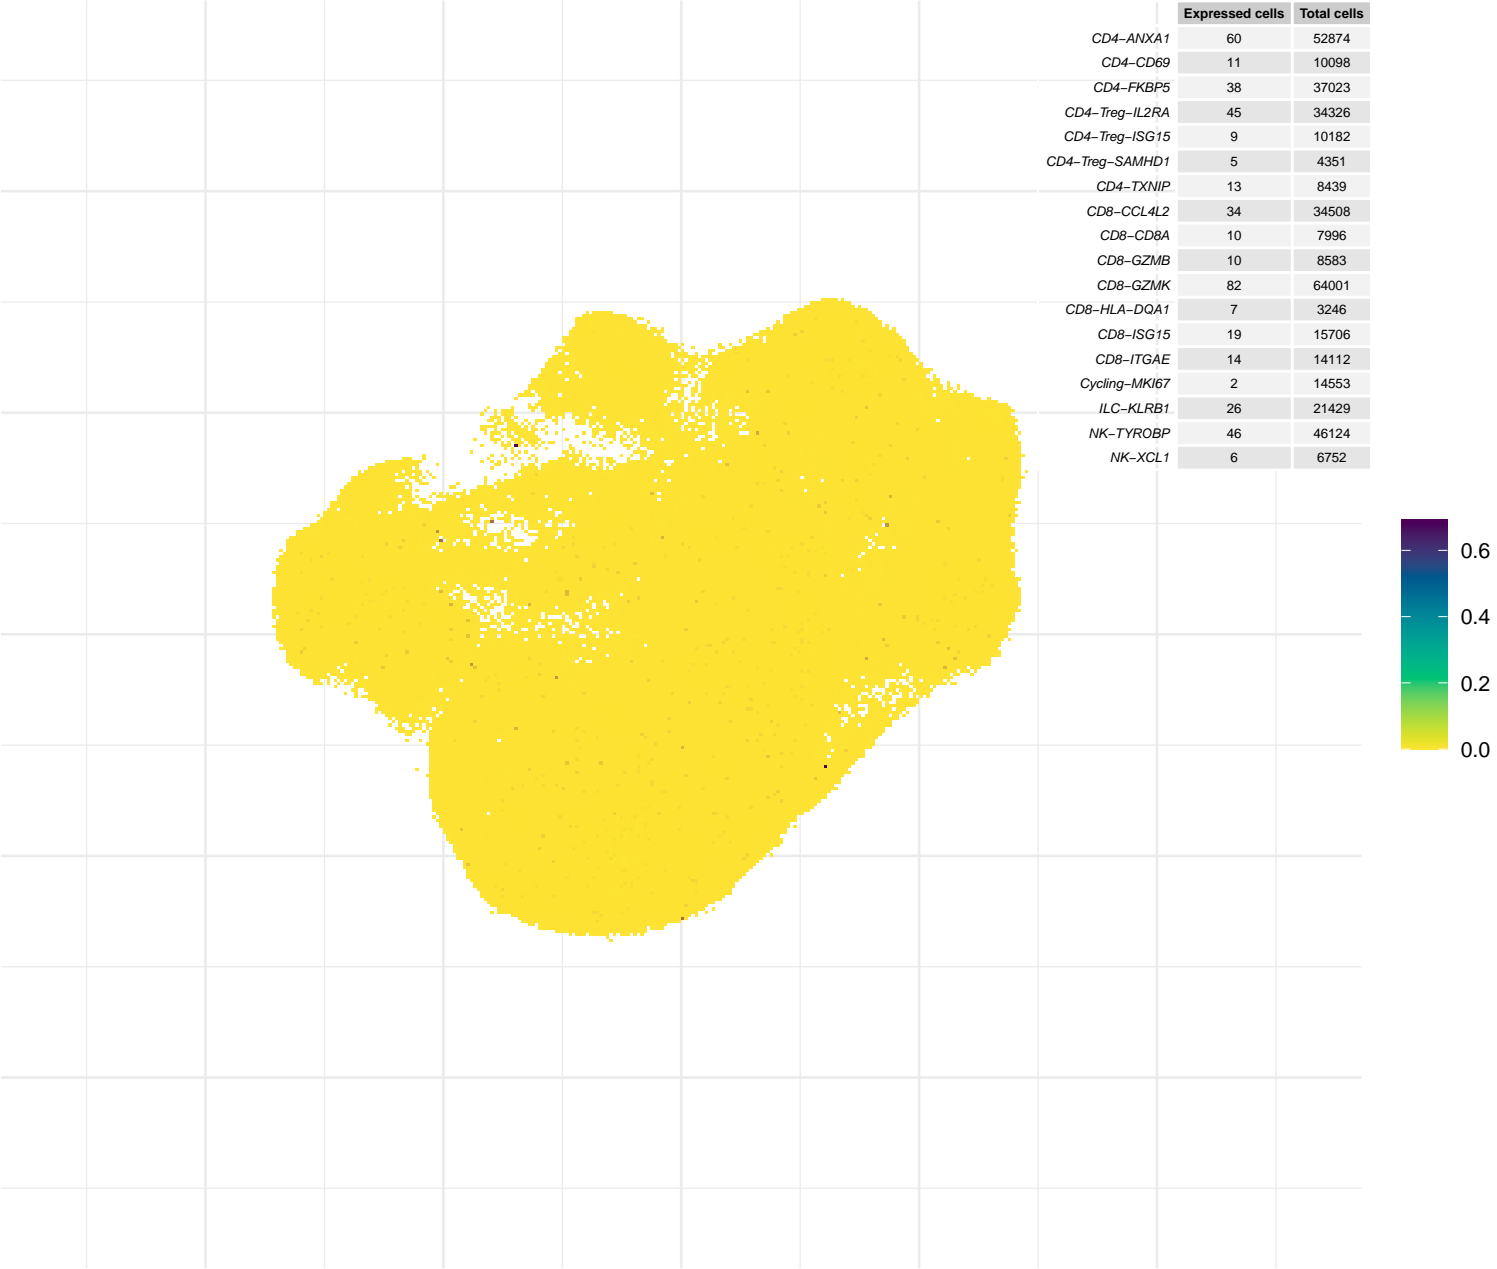 Expressed cells Total cells
CD4−ANXA1 60 52874
CD4−CD69 11 10098
CD4−FKBP5 38 37023
CD4−Treg−IL2RA 45 34326
CD4−Treg−ISG15 9 10182
CD4−Treg−SAMHD1 5 4351
CD4−TXNIP 13 8439
CD8−CCL4L2 34 34508
CD8−CD8A 10 7996
CD8−GZMB 10 8583
CD8−GZMK 82 64001
CD8−HLA−DQA1 7 3246
CD8−ISG15 19 15706
CD8−ITGAE 14 14112
Cycling−MKI67 2 14553
ILC−KLRB1 26 21429
NK−TYROBP 46 46124
NK−XCL1 6 6752
0.6
0.4
0.2
0.0